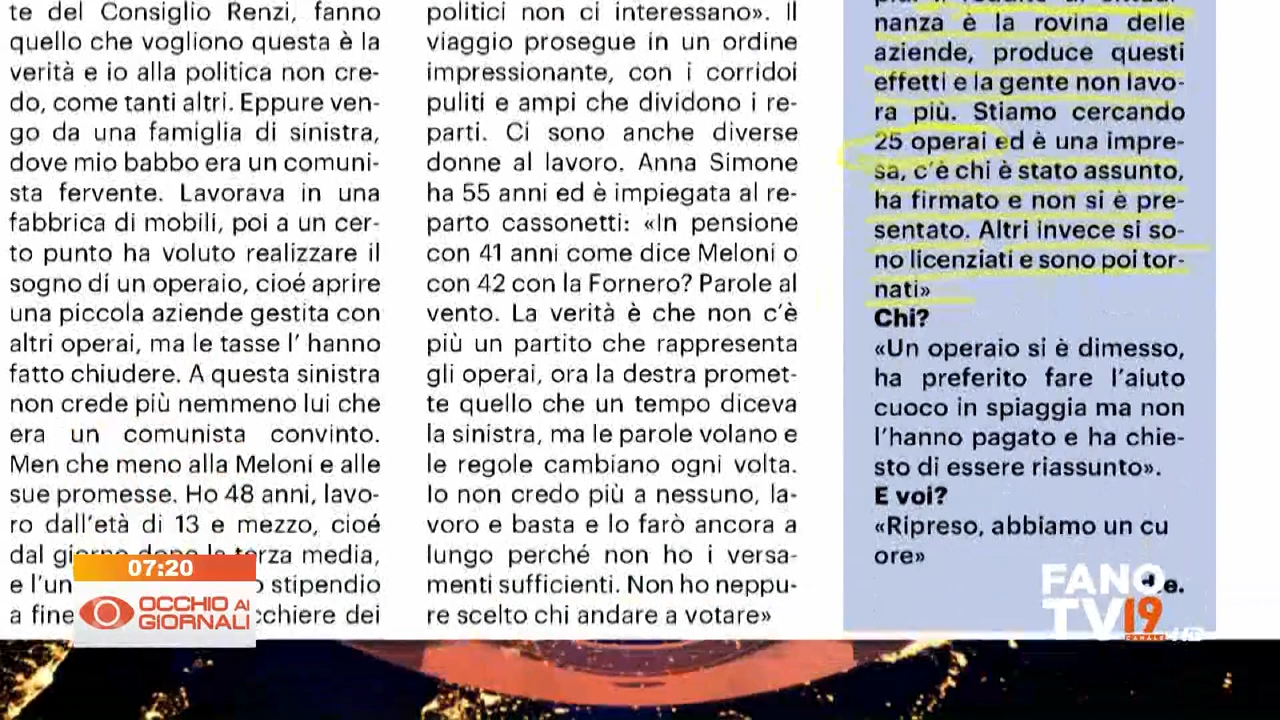 te del Consiglio Renzi, fanno
quello che vogliono questa è la
verità e io alla politica non cre-
do, come tanti altri. Eppure ven-
go da una famiglia di sinistra,
dove mio babbo era un comuni-
sta fervente. Lavorava in una
fabbrica di mobili, poi a un cer-
to punto ha voluto realizzare il
sogno di un operaio, cioé aprire
una piccola aziende gestita con
altri operai, ma le tasse l' hanno
fatto chiudere. A questa sinistra
non crede più nemmeno lui che
era un comunista convinto.
Men che meno alla Meloni e alle
sue promesse. Ho 48 anni, lavo-
ro dall'età di 13 e mezzo, cioé
dal giorno dopo la terza media,
e l'un stipendio
a fine cchiere dei
politici non ci interessano». Il
viaggio prosegue in un ordine
impressionante, con i corridoi
puliti e ampi che dividono i re-
parti. Ci sono anche diverse
donne al lavoro. Anna Simone
ha 55 anni ed è impiegata al re-
parto cassonetti: «In pensione
con 41 anni come dice Meloni o
con 42 con la Fornero? Parole al
vento. La verità è che non c'è
più un partito che rappresenta
gli operai, ora la destra promet-
te quello che un tempo diceva
la sinistra, ma le parole volano e
le regole cambiano ogni volta.
Io non credo più a nessuno, la-
voro e basta e lo farò ancora a
lungo perché non ho i versa-
menti sufficienti. Non ho neppu-
re scelto chi andare a votare»
nanza è la rovina delle
aziende, produce questi
effetti e la gente non lavo-
ra più. Stiamo cercando
25 operai ed è una impre-
sa, c'è chi è stato assunto,
ha firmato e non si è pre-
sentato. Altri invece si so-
no licenziati e sono poi tor-
nati»
Chi?
«Un operaio si è dimesso,
ha preferito fare l'aiuto
cuoco in spiaggia ma non
l'hanno pagato e ha chie-
sto di essere riassunto».
E voi?
«Ripreso, abbiamo un cu
ore»
e.
07:20
OCCHIO AI
GIORNALI
FANO
TV 19
CANALE
HD